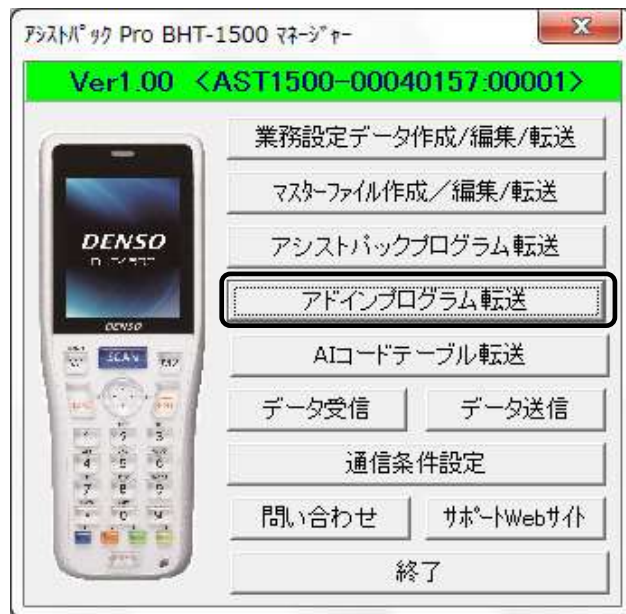 ｱｼｽﾄﾊﾟｯｸ Pro BHT-1500 ﾏﾈｰｼﾞｬｰ
Ver1.00 <AST1500-00040157:00001>
業務設定データ作成/編集/転送
ﾏｽﾀｰﾌｧｲﾙ作成／編集/転送
アシストパックプログラム転送
アドインプログラム転送
AIコードテーブル転送
データ受信
データ送信
通信条件設定
問い合わせ
ｻﾎﾟｰﾄWebｻｲﾄ
終了
DENSO
DENSO
SCAN